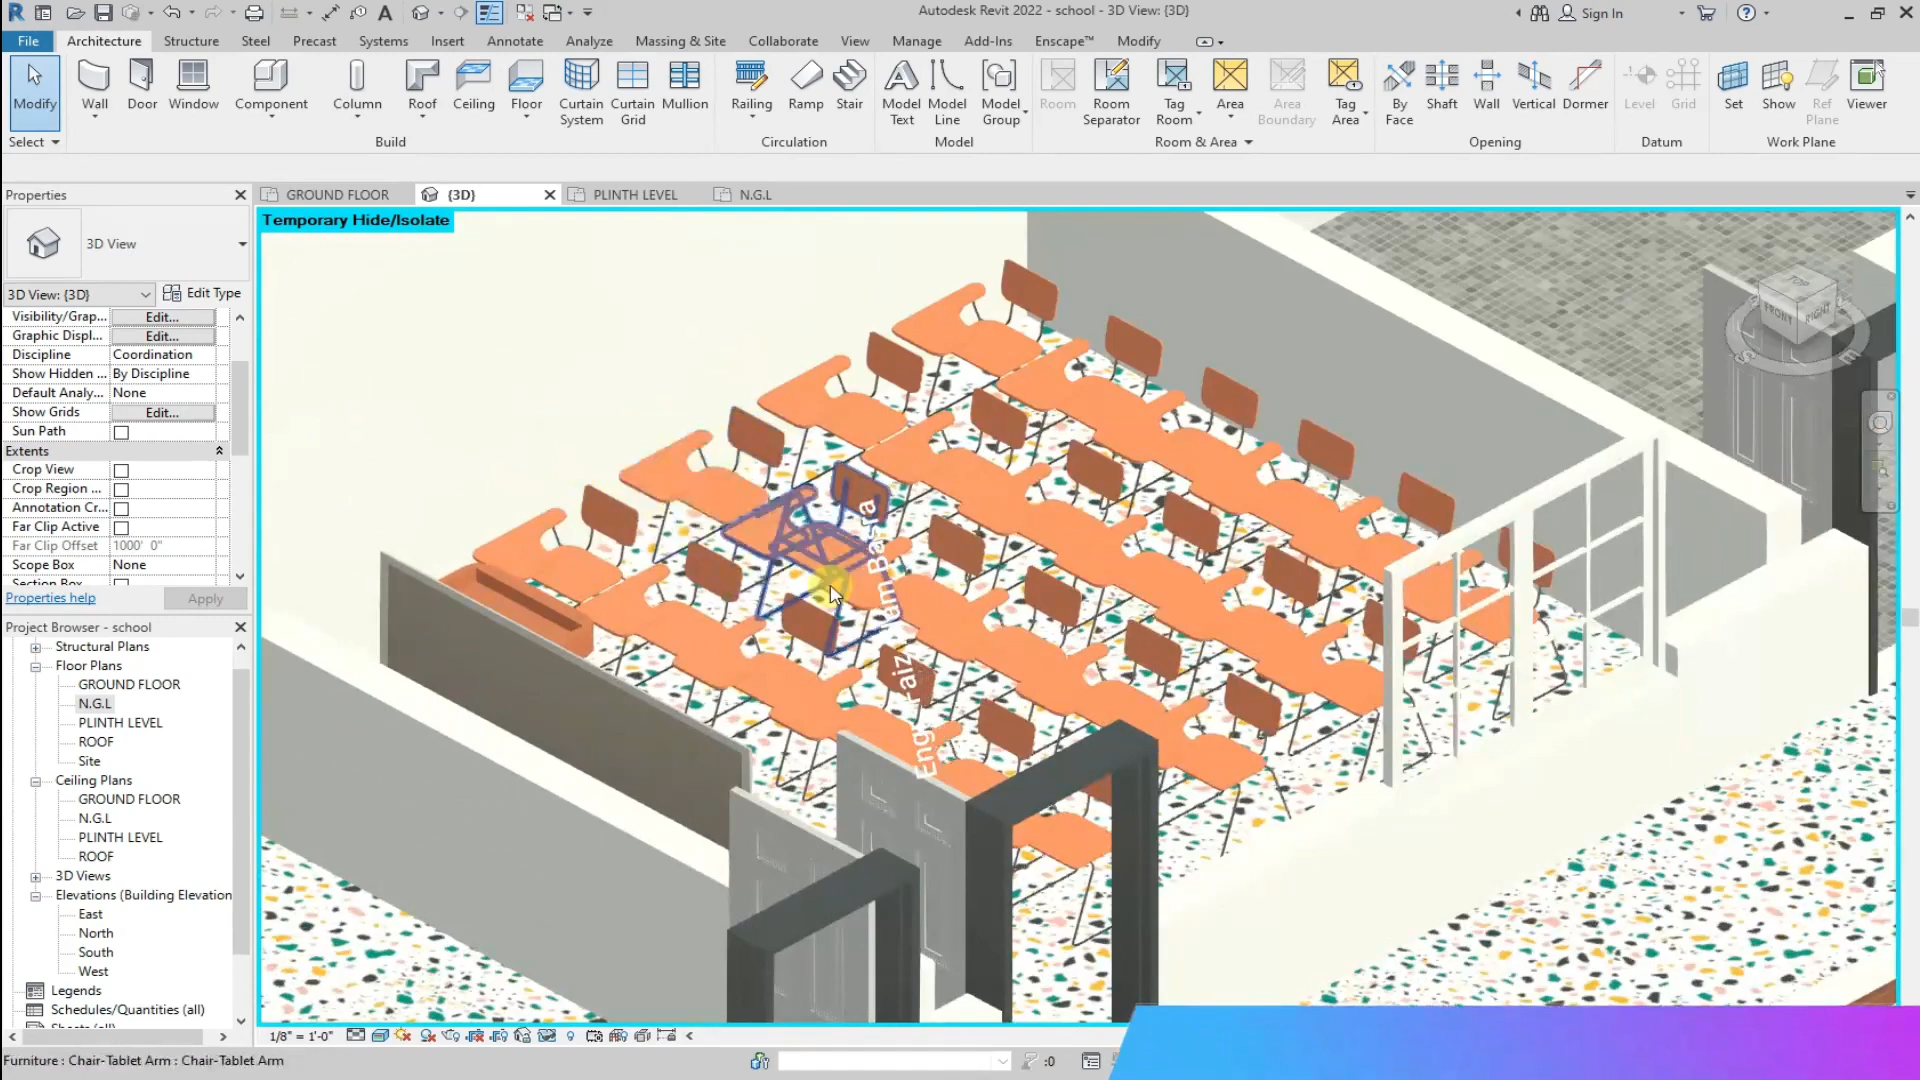 Autodesk Revit 2022 - school - 3D View: {3D}
Sign In
File
Architecture
Structure
Steel
Precast
Systems
Insert
Annotate
Analyze
Massing & Site
Collaborate
View
Manage
Add-Ins
Enscape™
Modify
Modify
Wall
Door
Window
Component
Column
Roof
Ceiling
Floor
Curtain System
Curtain Grid
Mullion
Railing
Ramp
Stair
Model Text
Model Line
Model Group
Room
Room Separator
Tag Room
Area
Area Boundary
Tag Area
By Face
Shaft
Wall
Vertical
Dormer
Level
Grid
Set
Show
Ref Plane
Viewer
Select
Build
Circulation
Model
Room & Area
Opening
Datum
Work Plane
Properties
GROUND FLOOR
{3D}
PLINTH LEVEL
N.G.L
Temporary Hide/Isolate
3D View
3D View: {3D}
Edit Type
Visibility/Grap... Edit...
Graphic Displ... Edit...
Discipline Coordination
Show Hidden ... By Discipline
Default Analy... None
Show Grids Edit...
Sun Path
Extents
Crop View
Crop Region ...
Annotation Cr...
Far Clip Active
Far Clip Offset 1000' 0"
Scope Box None
Section Box
Properties help
Apply
Project Browser - school
Structural Plans
Floor Plans
GROUND FLOOR
N.G.L
PLINTH LEVEL
ROOF
Site
Ceiling Plans
GROUND FLOOR
N.G.L
PLINTH LEVEL
ROOF
3D Views
Elevations (Building Elevation
East
North
South
West
Legends
Schedules/Quantities (all)
Sheets (all)
TOP
FRONT
RIGHT
S
E
1/8" = 1'-0"
Furniture : Chair-Tablet Arm : Chair-Tablet Arm
:0